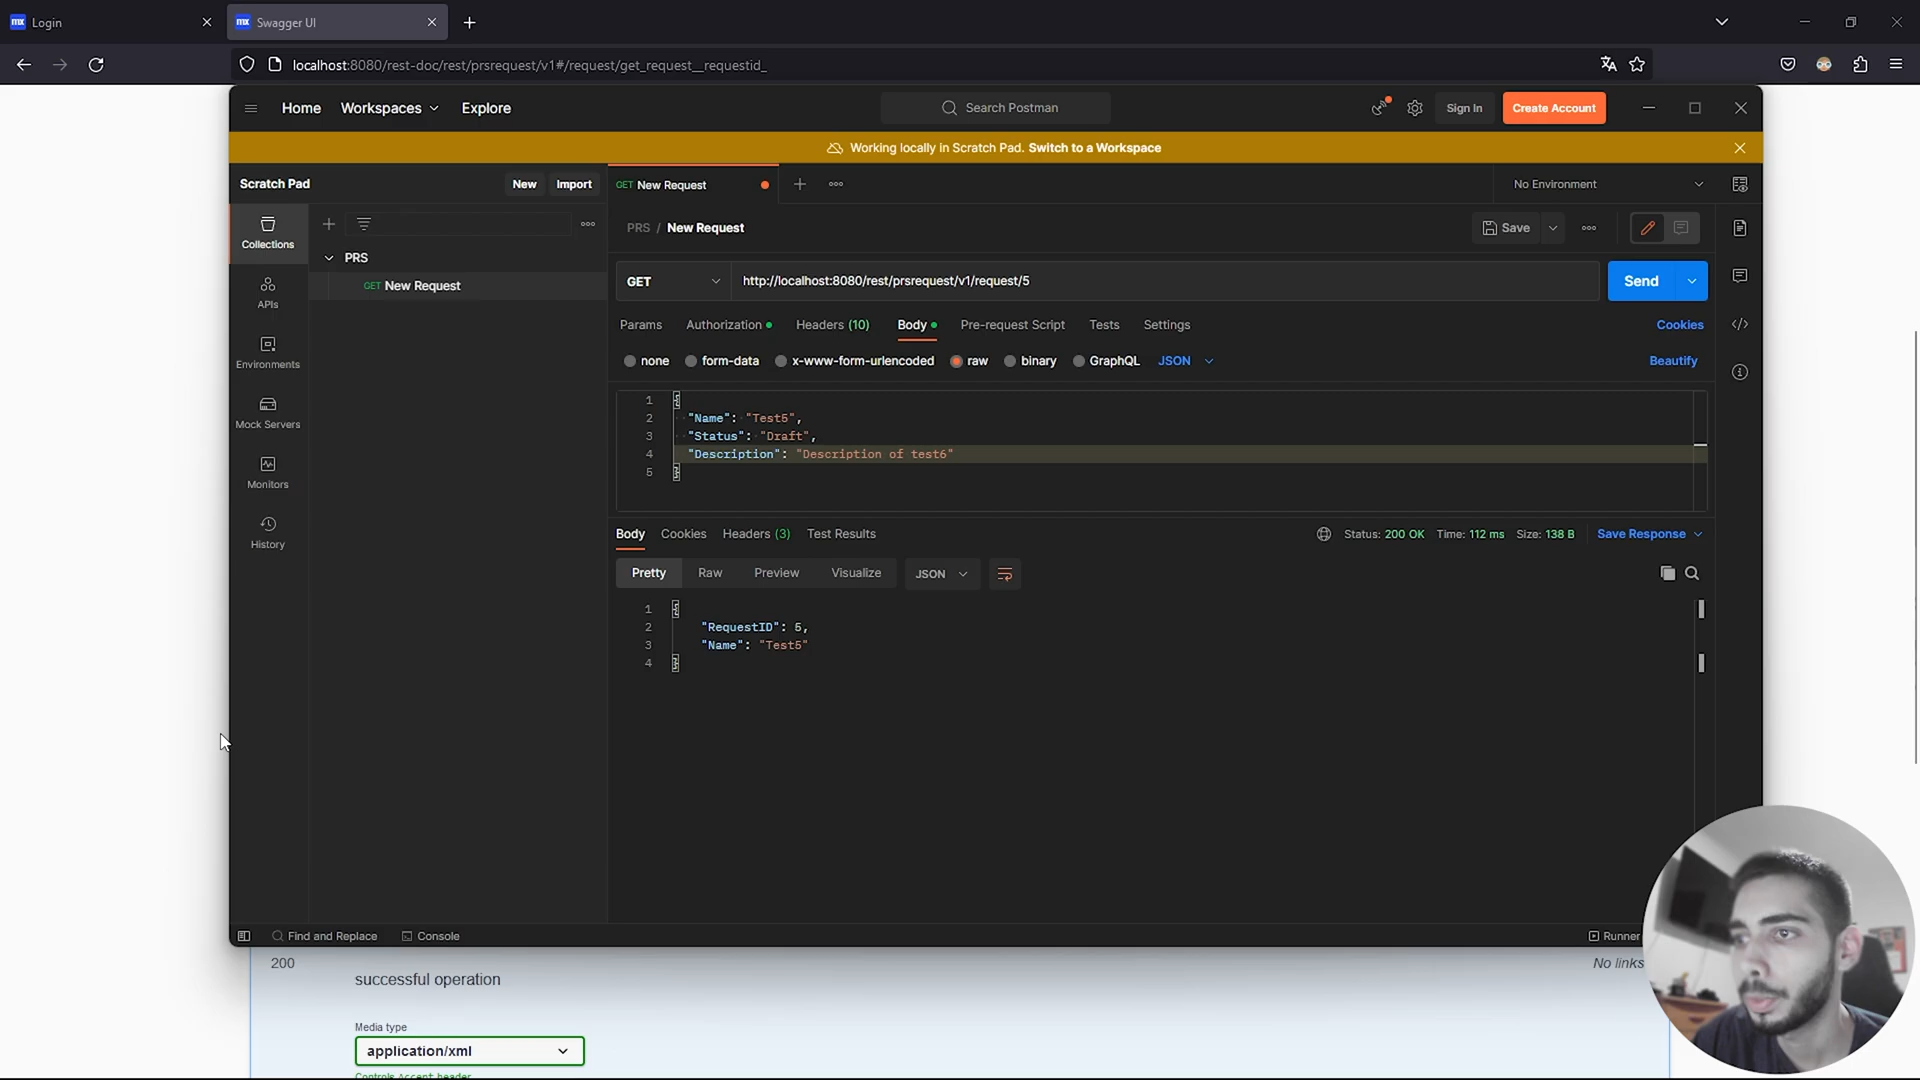 Login
Swagger UI
localhost:8080/rest-doc/rest/prsrequest/v1#/request/get_request__requestid_
Home Workspaces Explore
Search Postman
Sign In
Create Account
Working locally in Scratch Pad. Switch to a Workspace
Scratch Pad
New Import
GET New Request
No Environment
Collections
APIs
Environments
Mock Servers
Monitors
History
PRS
GET New Request
PRS / New Request
Save
GET
http://localhost:8080/rest/prsrequest/v1/request/5
Send
Params Authorization Headers (10) Body Pre-request Script Tests Settings Cookies
none form-data x-www-form-urlencoded raw binary GraphQL JSON Beautify
1 {
2 "Name": "Test5",
3 "Status": "Draft",
4 "Description": "Description of test6"
5 }
Body Cookies Headers (3) Test Results
Status: 200 OK Time: 112 ms Size: 138 B Save Response
Pretty Raw Preview Visualize JSON
1 {
2 "RequestID": 5,
3 "Name": "Test5"
4 }
Find and Replace Console
Runner
200
No links
successful operation
Media type
application/xml
Controls Accept header